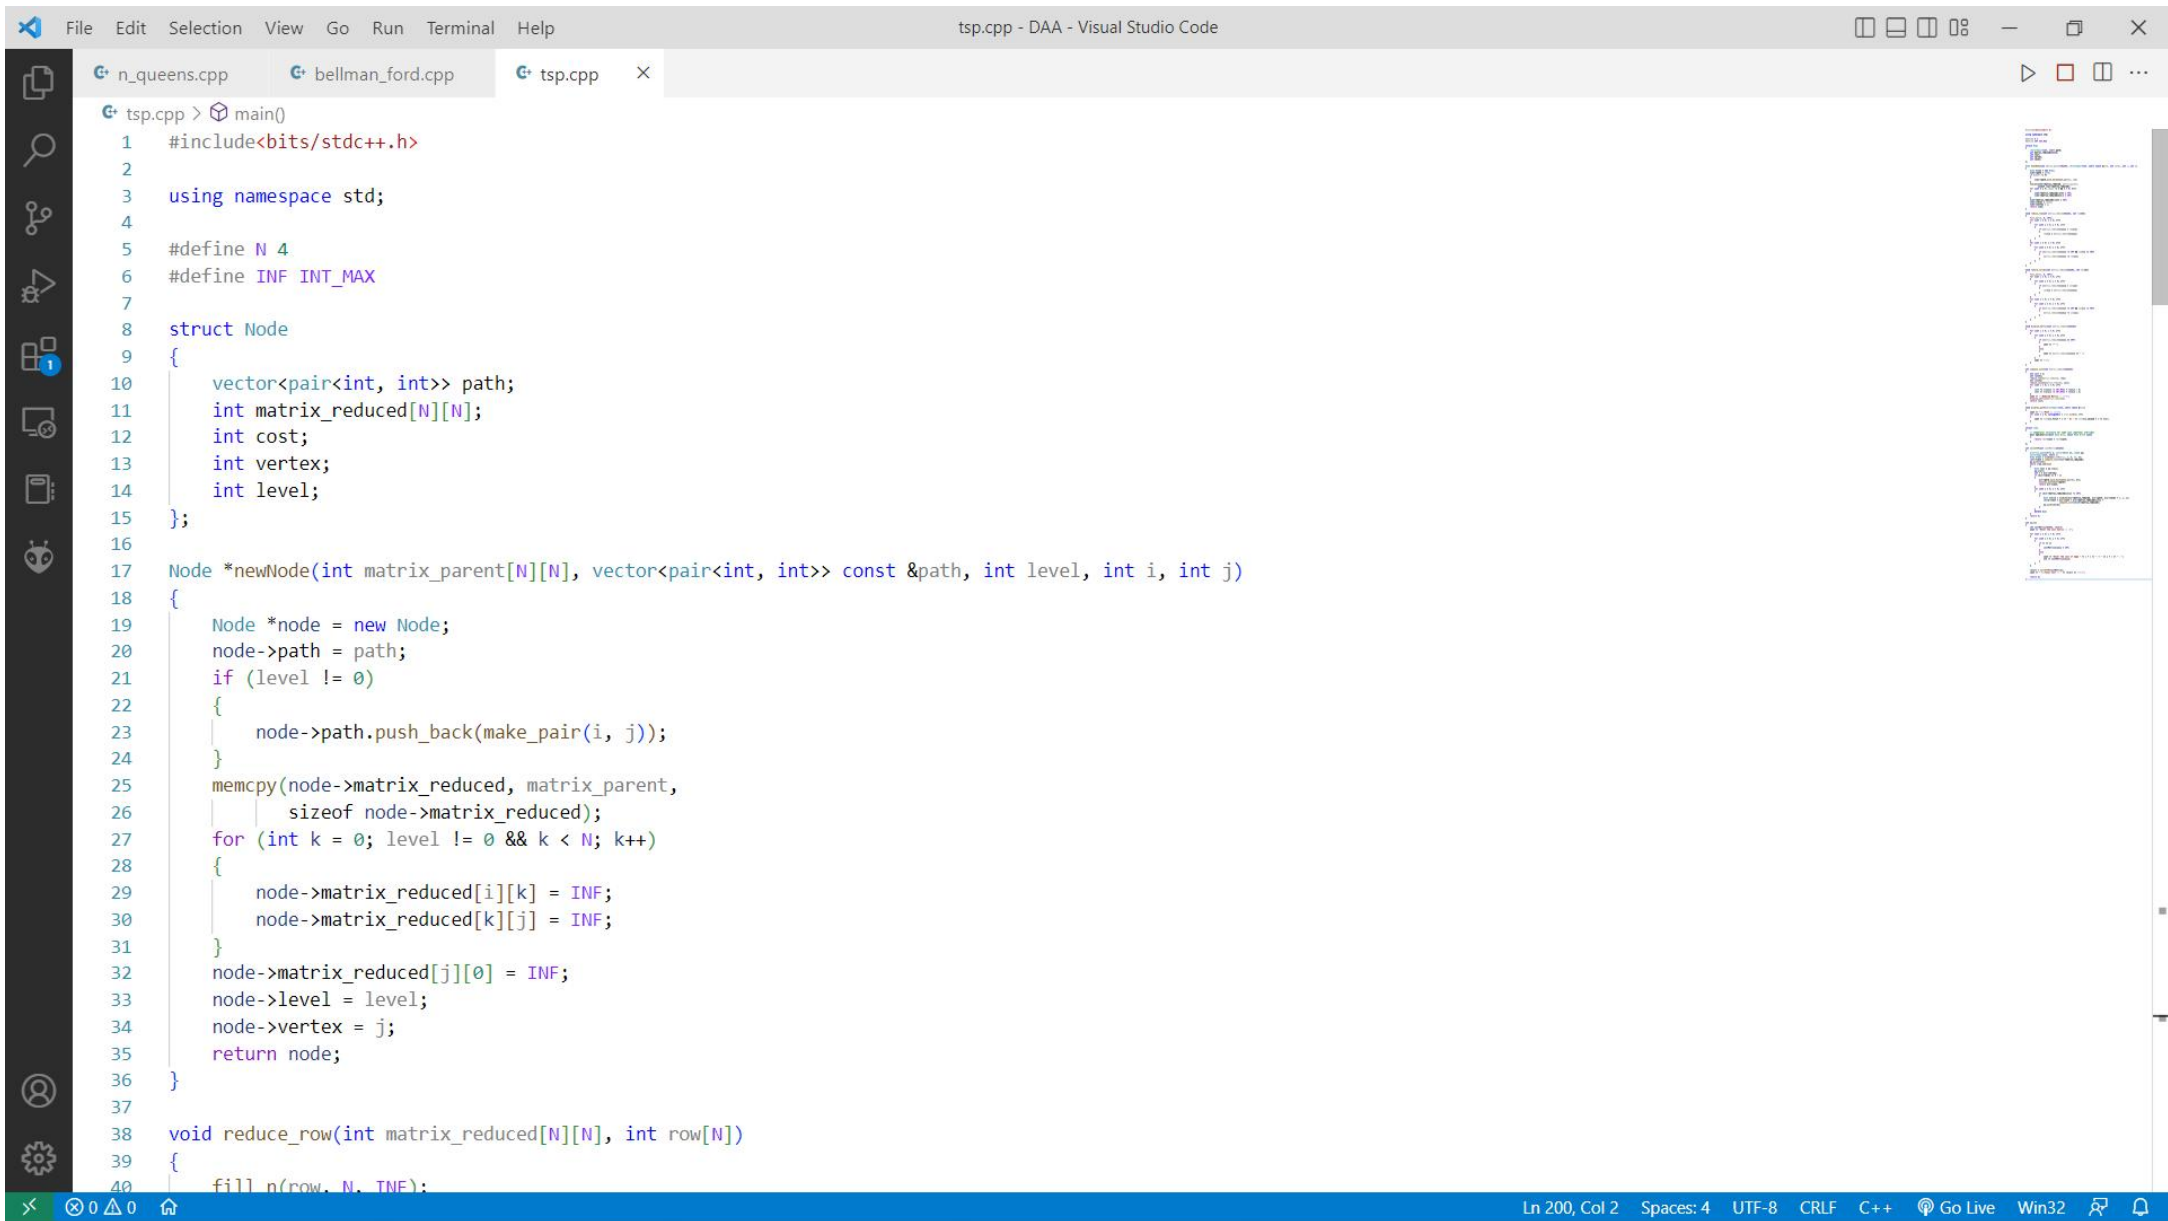 File Edit Selection View Go Run Terminal Help tsp.cpp - DAA - Visual Studio Code
n_queens.cpp bellman_ford.cpp tsp.cpp
tsp.cpp > main()
1 #include<bits/stdc++.h>
2
3 using namespace std;
4
5 #define N 4
6 #define INF INT_MAX
7
8 struct Node
9 {
10 vector<pair<int, int>> path;
11 int matrix_reduced[N][N];
12 int cost;
13 int vertex;
14 int level;
15 };
16
17 Node *newNode(int matrix_parent[N][N], vector<pair<int, int>> const &path, int level, int i, int j)
18 {
19 Node *node = new Node;
20 node->path = path;
21 if (level != 0)
22 {
23 node->path.push_back(make_pair(i, j));
24 }
25 memcpy(node->matrix_reduced, matrix_parent,
26 sizeof node->matrix_reduced);
27 for (int k = 0; level != 0 && k < N; k++)
28 {
29 node->matrix_reduced[i][k] = INF;
30 node->matrix_reduced[k][j] = INF;
31 }
32 node->matrix_reduced[j][0] = INF;
33 node->level = level;
34 node->vertex = j;
35 return node;
36 }
37
38 void reduce_row(int matrix_reduced[N][N], int row[N])
39 {
40 fill_n(row, N, INF);
1
0 0 Ln 200, Col 2 Spaces: 4 UTF-8 CRLF C++ Go Live Win32